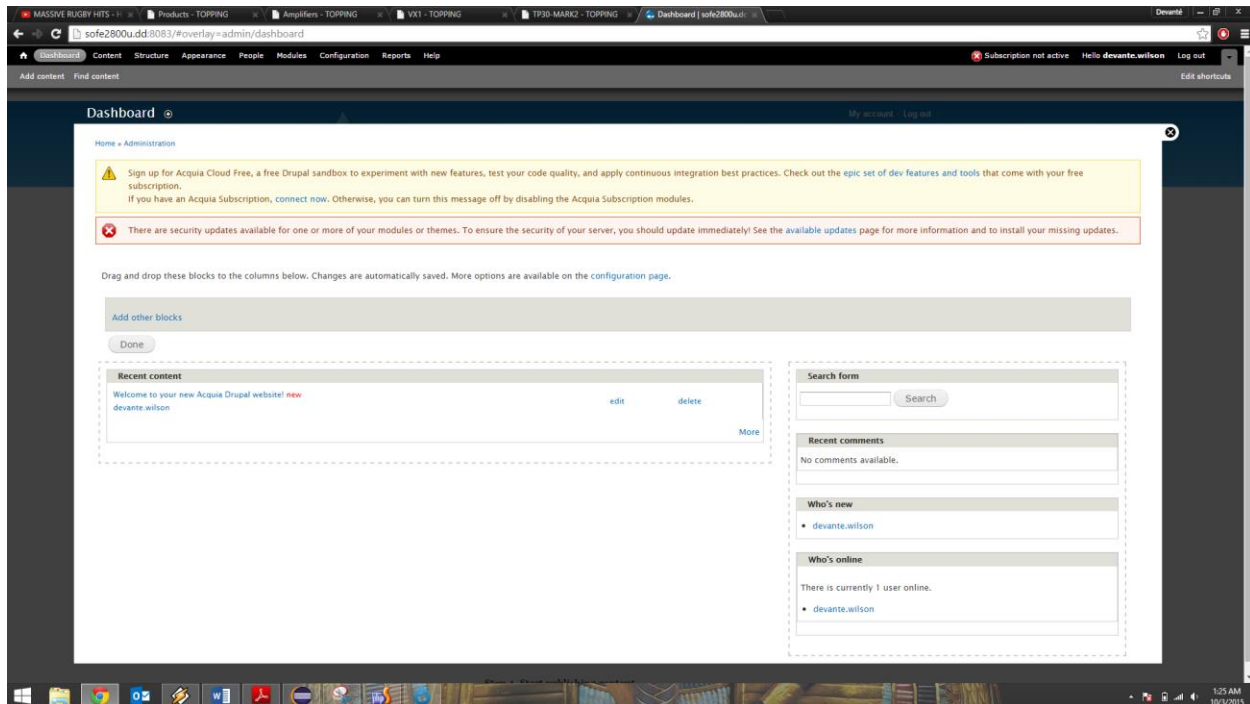 MASSIVE RUGBY HITS - H
Products - TOPPING
Amplifiers - TOPPING
VX1 - TOPPING
TP30-MARK2 - TOPPING
Dashboard | sofe2800u.dd
Devanté
sofe2800u.dd:8083/#overlay=admin/dashboard
Dashboard Content Structure Appearance People Modules Configuration Reports Help
Subscription not active Hello devante.wilson Log out
Add content Find content
Edit shortcuts
Dashboard
My account Log out
Home » Administration
Sign up for Acquia Cloud Free, a free Drupal sandbox to experiment with new features, test your code quality, and apply continuous integration best practices. Check out the epic set of dev features and tools that come with your free
subscription.
If you have an Acquia Subscription, connect now. Otherwise, you can turn this message off by disabling the Acquia Subscription modules.
There are security updates available for one or more of your modules or themes. To ensure the security of your server, you should update immediately! See the available updates page for more information and to install your missing updates.
Drag and drop these blocks to the columns below. Changes are automatically saved. More options are available on the configuration page.
Add other blocks
Done
Recent content
Welcome to your new Acquia Drupal website! new
devante.wilson
edit
delete
More
Search form
Search
Recent comments
No comments available.
Who's new
• devante.wilson
Who's online
There is currently 1 user online.
• devante.wilson
1:25 AM
10/3/2015